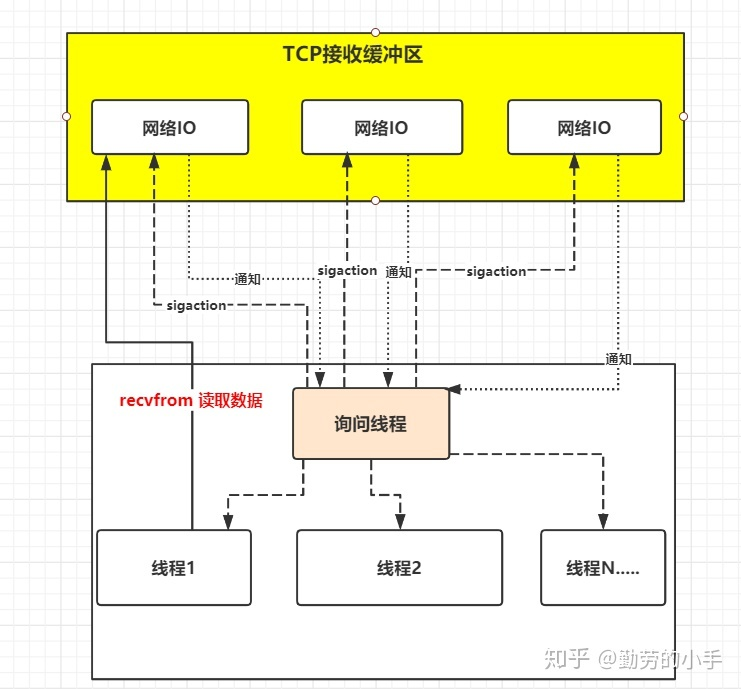 TCP接收缓冲区
网络IO
网络IO
网络IO
通知
sigaction
通知
sigaction
sigaction
通知
recvfrom 读取数据
询问线程
线程1
线程2
线程N.....
知乎 @勤劳的小手